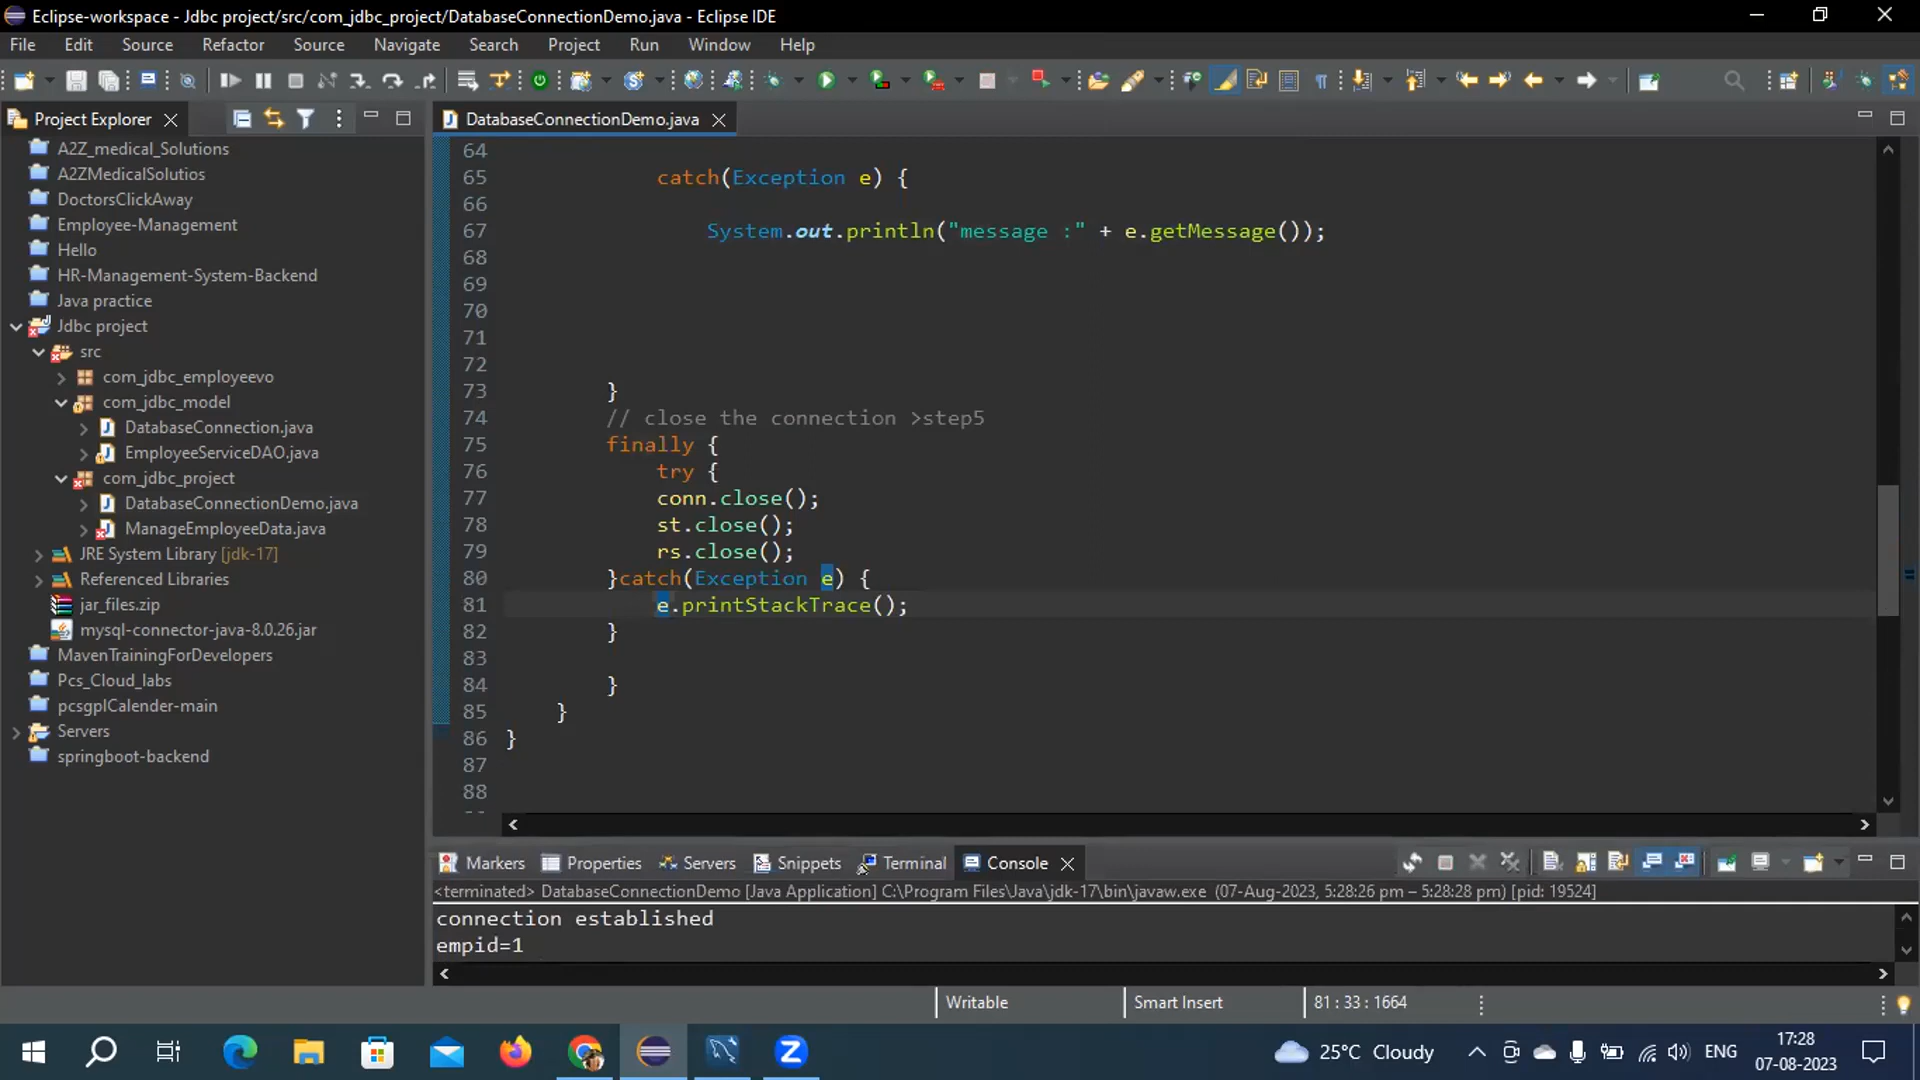 Eclipse-workspace - Jdbc project/src/com_jdbc_project/DatabaseConnectionDemo.java - Eclipse IDE
File Edit Source Refactor Source Navigate Search Project Run Window Help
Project Explorer
A2Z_medical_Solutions
A2ZMedicalSolutios
DoctorsClickAway
Employee-Management
Hello
HR-Management-System-Backend
Java practice
Jdbc project
src
com_jdbc_employeevo
com_jdbc_model
DatabaseConnection.java
EmployeeServiceDAO.java
com_jdbc_project
DatabaseConnectionDemo.java
ManageEmployeeData.java
JRE System Library [jdk-17]
Referenced Libraries
jar_files.zip
mysql-connector-java-8.0.26.jar
MavenTrainingForDevelopers
Pcs_Cloud_labs
pcsgplCalender-main
Servers
springboot-backend
DatabaseConnectionDemo.java
64
65 catch(Exception e) {
66
67 System.out.println("message :" + e.getMessage());
68
69
70
71
72
73 }
74 // close the connection >step5
75 finally {
76 try {
77 conn.close();
78 st.close();
79 rs.close();
80 }catch(Exception e) {
81 e.printStackTrace();
82 }
83
84 }
85 }
86 }
87
88
Markers Properties Servers Snippets Terminal Console
<terminated> DatabaseConnectionDemo [Java Application] C:\Program Files\Java\jdk-17\bin\javaw.exe (07-Aug-2023, 5:28:26 pm – 5:28:28 pm) [pid: 19524]
connection established
empid=1
Writable Smart Insert 81 : 33 : 1664
25°C Cloudy ENG 17:28
07-08-2023